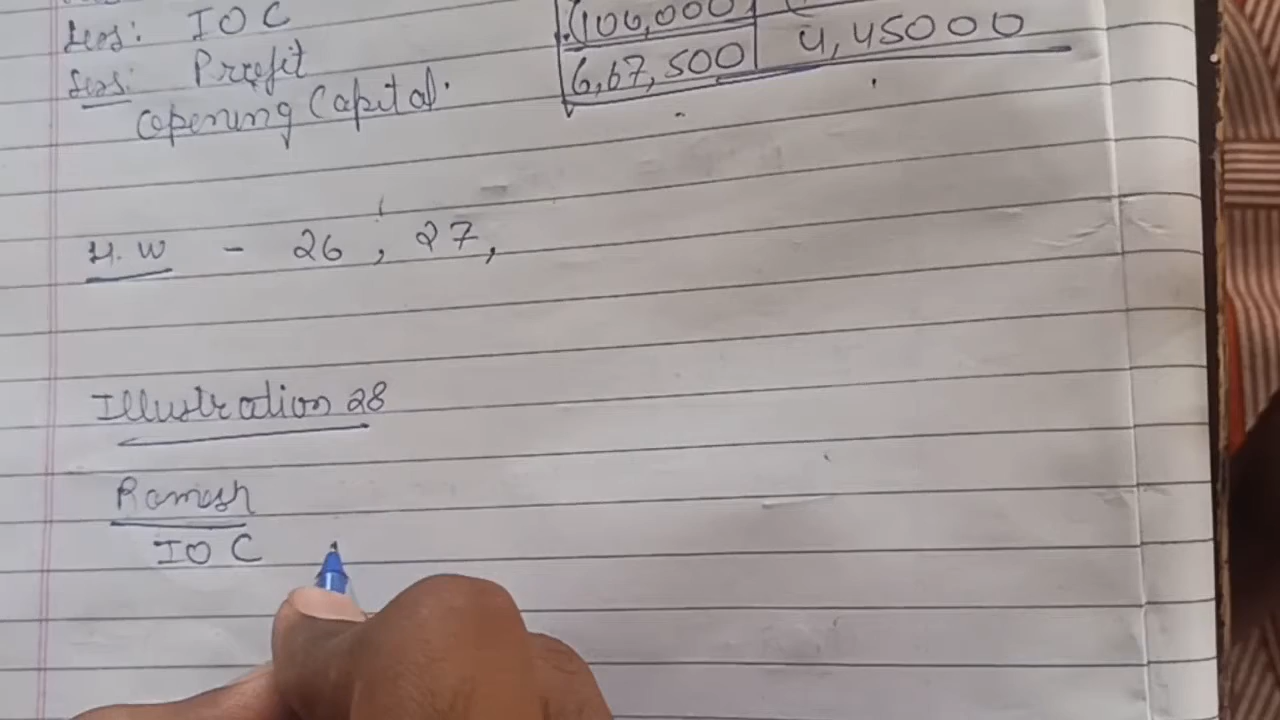 Less: IOC (106,000)
Less: Profit 6,67,500 4,45000
Opening Capital.
H.W - 26, 27,
Illustration 28
Ramesh
IOC